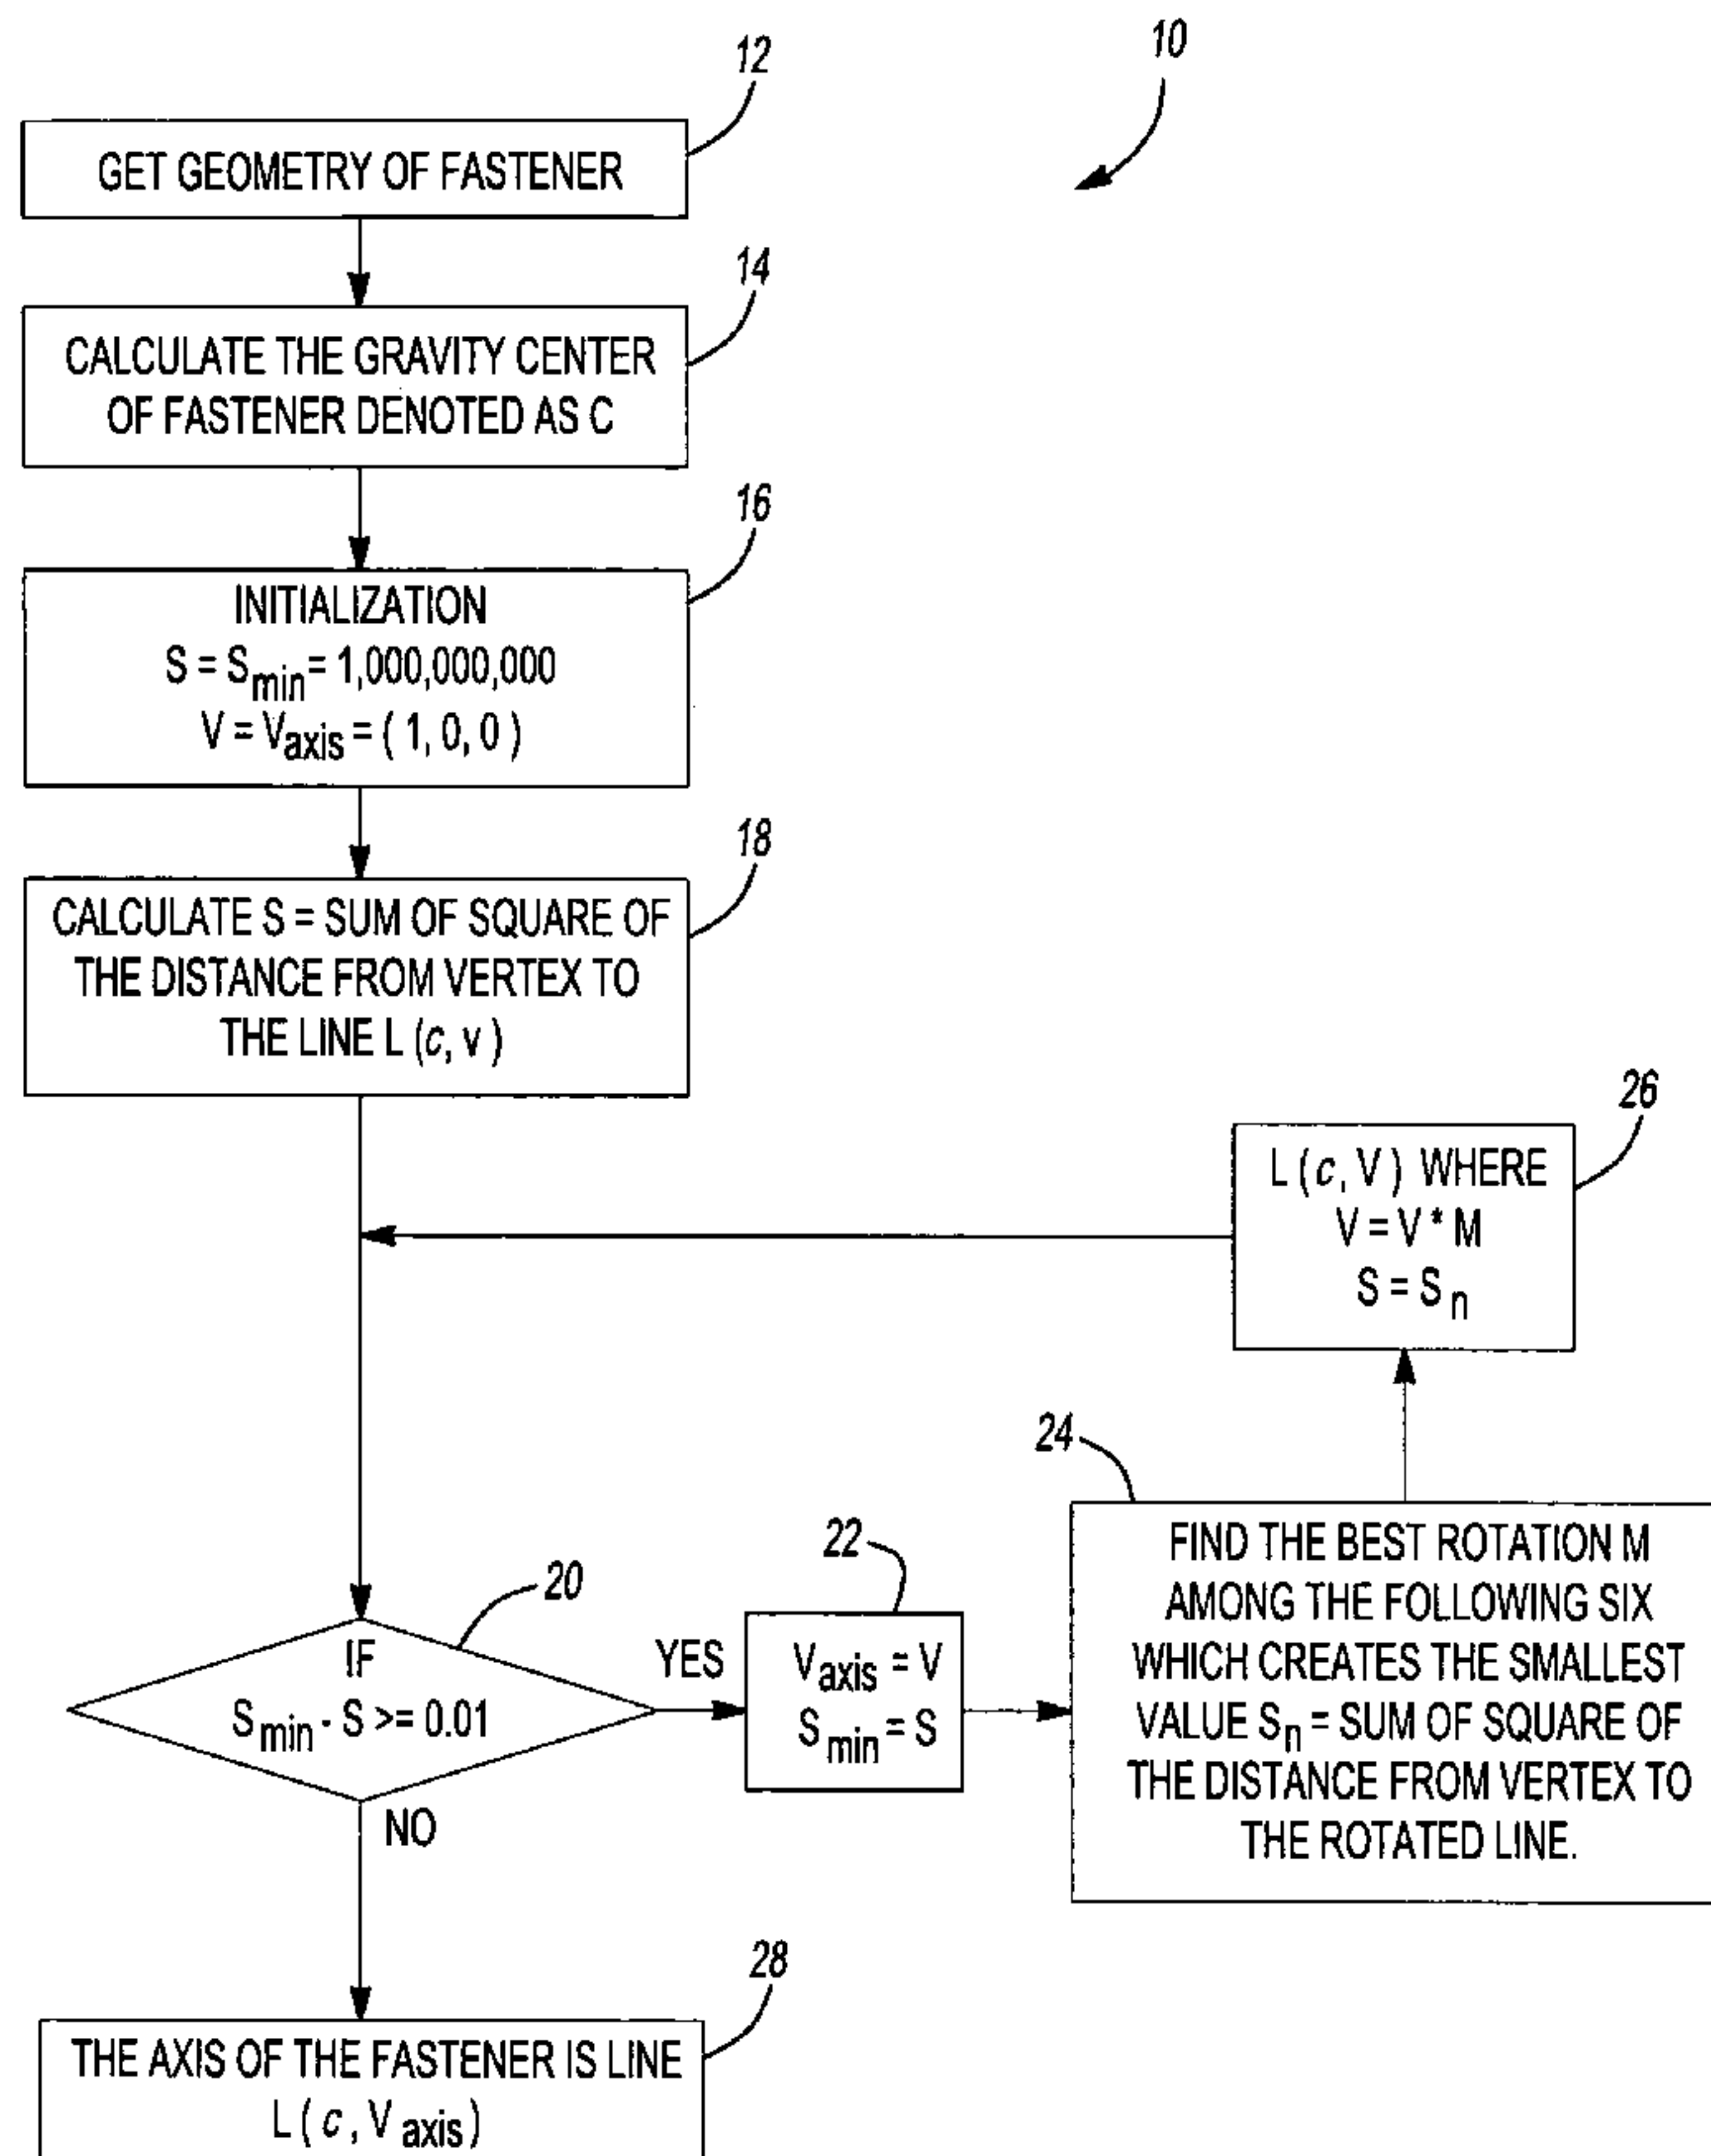 10
12
GET GEOMETRY OF FASTENER
14
CALCULATE THE GRAVITY CENTER
OF FASTENER DENOTED AS C
16
INITIALIZATION
S = Smin = 1,000,000,000
V = Vaxis = ( 1, 0, 0 )
18
CALCULATE S = SUM OF SQUARE OF
THE DISTANCE FROM VERTEX TO
THE LINE L (c, v )
26
L ( c, V ) WHERE
V = V * M
S = Sn
20
IF
Smin - S >= 0.01
YES
NO
22
Vaxis = V
Smin = S
24
FIND THE BEST ROTATION M
AMONG THE FOLLOWING SIX
WHICH CREATES THE SMALLEST
VALUE Sn = SUM OF SQUARE OF
THE DISTANCE FROM VERTEX TO
THE ROTATED LINE.
28
THE AXIS OF THE FASTENER IS LINE
L ( c , Vaxis)